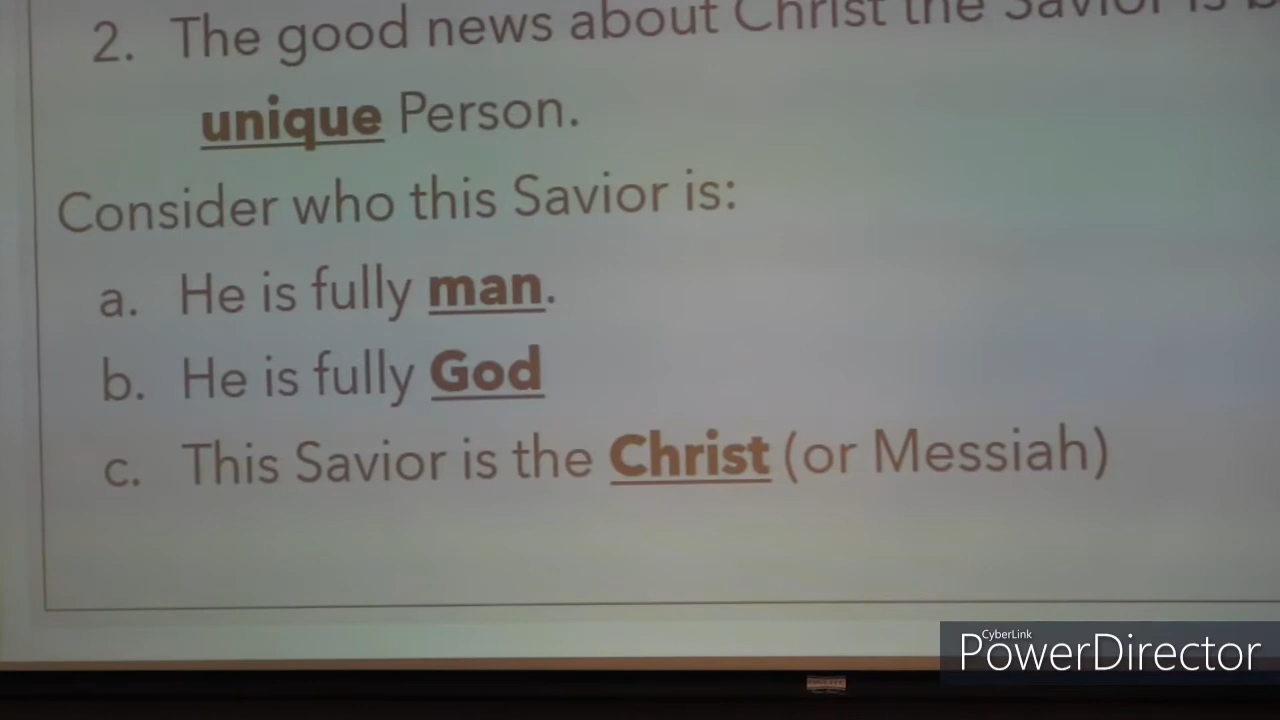 2. The good news about Christ the Savior is
unique Person.
Consider who this Savior is:
a. He is fully man.
b. He is fully God
c. This Savior is the Christ (or Messiah)
CyberLink
PowerDirector